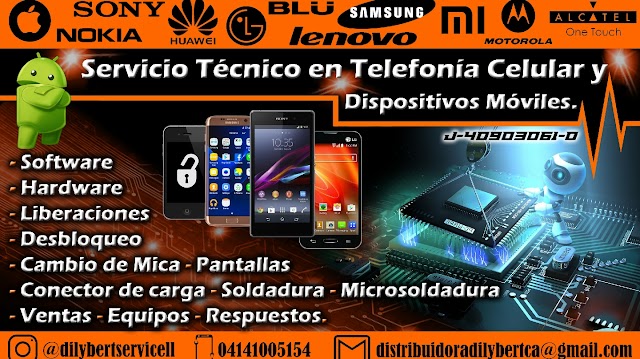 SONY
NOKIA
HUAWEI
LG
BLU
lenovo
SAMSUNG
MI
MOTOROLA
ALCATEL
One Touch
Servicio Técnico en Telefonía Celular y
Dispositivos Móviles.
J-40903061-0
- Software
- Hardware
- Liberaciones
- Desbloqueo
- Cambio de Mica - Pantallas
- Conector de carga - Soldadura - Microsoldadura
- Ventas - Equipos - Respuestos.
@dilybertservicell
04141005154
distribuidoradilybertca@gmail.com